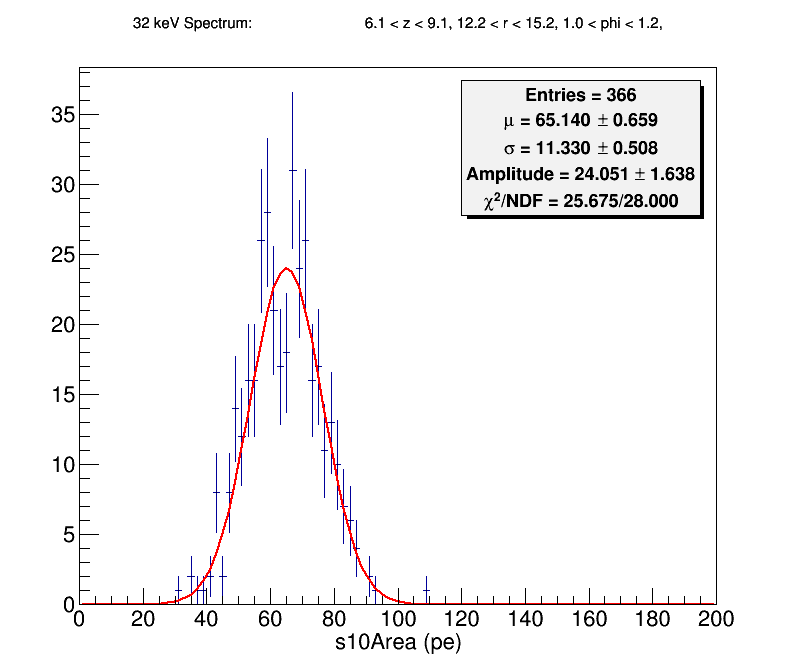 32 keV Spectrum: 6.1 < z < 9.1, 12.2 < r < 15.2, 1.0 < phi < 1.2,
Entries = 366
μ = 65.140 ± 0.659
σ = 11.330 ± 0.508
Amplitude = 24.051 ± 1.638
χ²/NDF = 25.675/28.000
35
30
25
20
15
10
5
0
0 20 40 60 80 100 120 140 160 180 200
s10Area (pe)